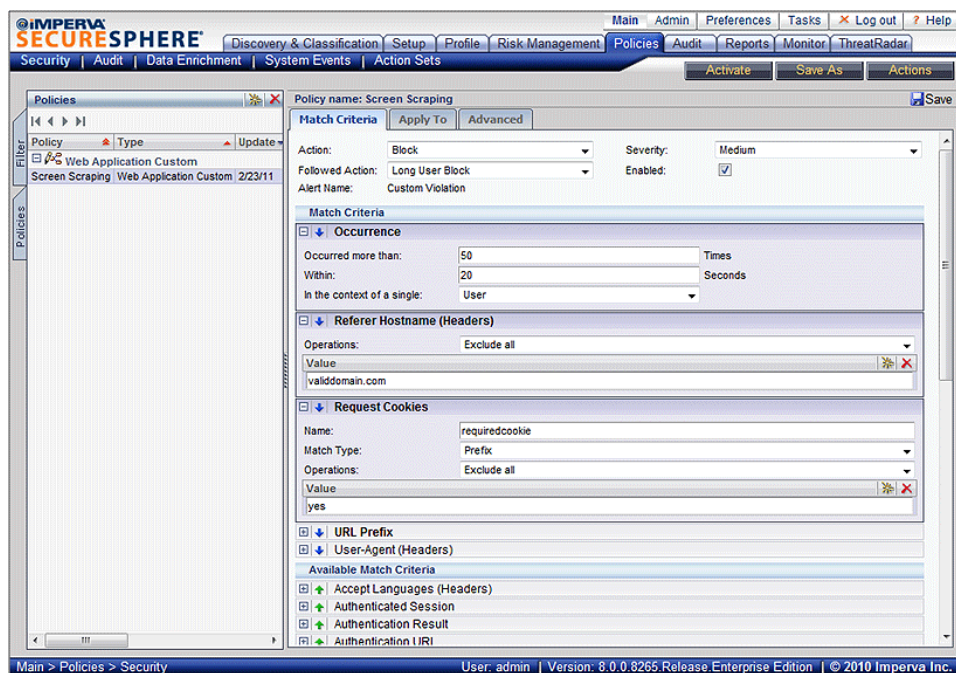 IMPERVA Main Admin Preferences Tasks Log out ? Help
SECURESPHERE Discovery & Classification Setup Profile Risk Management Policies Audit Reports Monitor ThreatRadar
Security | Audit | Data Enrichment | System Events | Action Sets
Activate Save As Actions
Filter
Policies
Policies
Policy Type Update
Web Application Custom
Screen Scraping Web Application Custom 2/23/11
Policy name: Screen Scraping Save
Match Criteria Apply To Advanced
Action: Block Severity: Medium
Followed Action: Long User Block Enabled:
Alert Name: Custom Violation
Match Criteria
Occurrence
Occurred more than: 50 Times
Within: 20 Seconds
In the context of a single: User
Referer Hostname (Headers)
Operations: Exclude all
Value
validdomain.com
Request Cookies
Name: requiredcookie
Match Type: Prefix
Operations: Exclude all
Value
yes
URL Prefix
User-Agent (Headers)
Available Match Criteria
Accept Languages (Headers)
Authenticated Session
Authentication Result
Authentication URL
Main > Policies > Security User: admin | Version: 8.0.0.8265.Release.Enterprise Edition | © 2010 Imperva Inc.